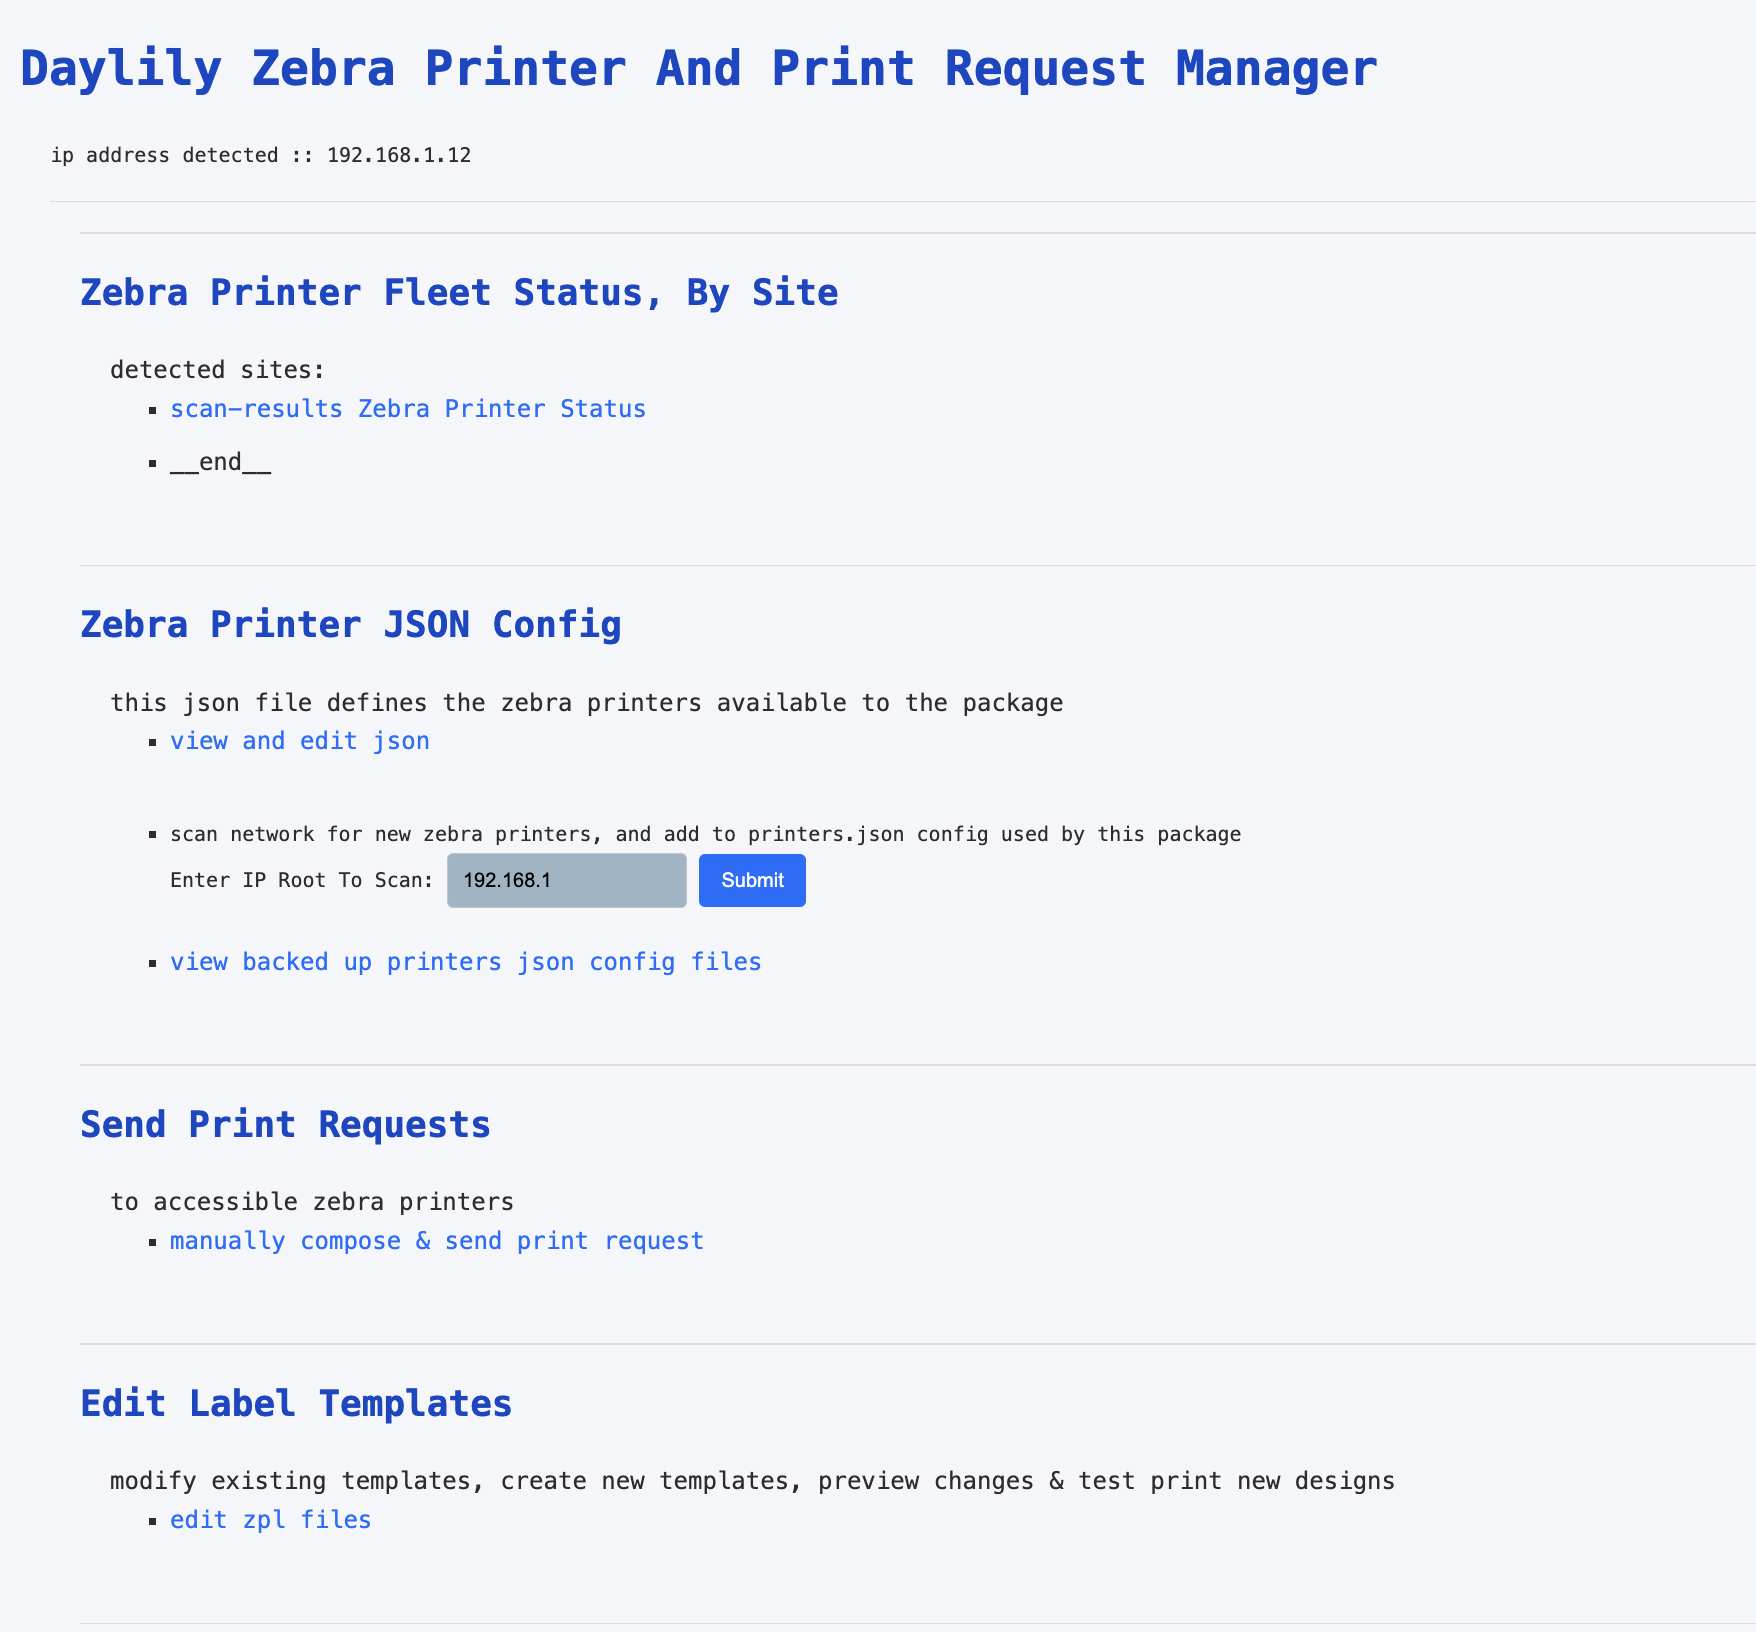 Daylily Zebra Printer And Print Request Manager
ip address detected :: 192.168.1.12
Zebra Printer Fleet Status, By Site
detected sites:
scan-results Zebra Printer Status
__end__
Zebra Printer JSON Config
this json file defines the zebra printers available to the package
view and edit json
scan network for new zebra printers, and add to printers.json config used by this package
Enter IP Root To Scan: 192.168.1 Submit
view backed up printers json config files
Send Print Requests
to accessible zebra printers
manually compose & send print request
Edit Label Templates
modify existing templates, create new templates, preview changes & test print new designs
edit zpl files